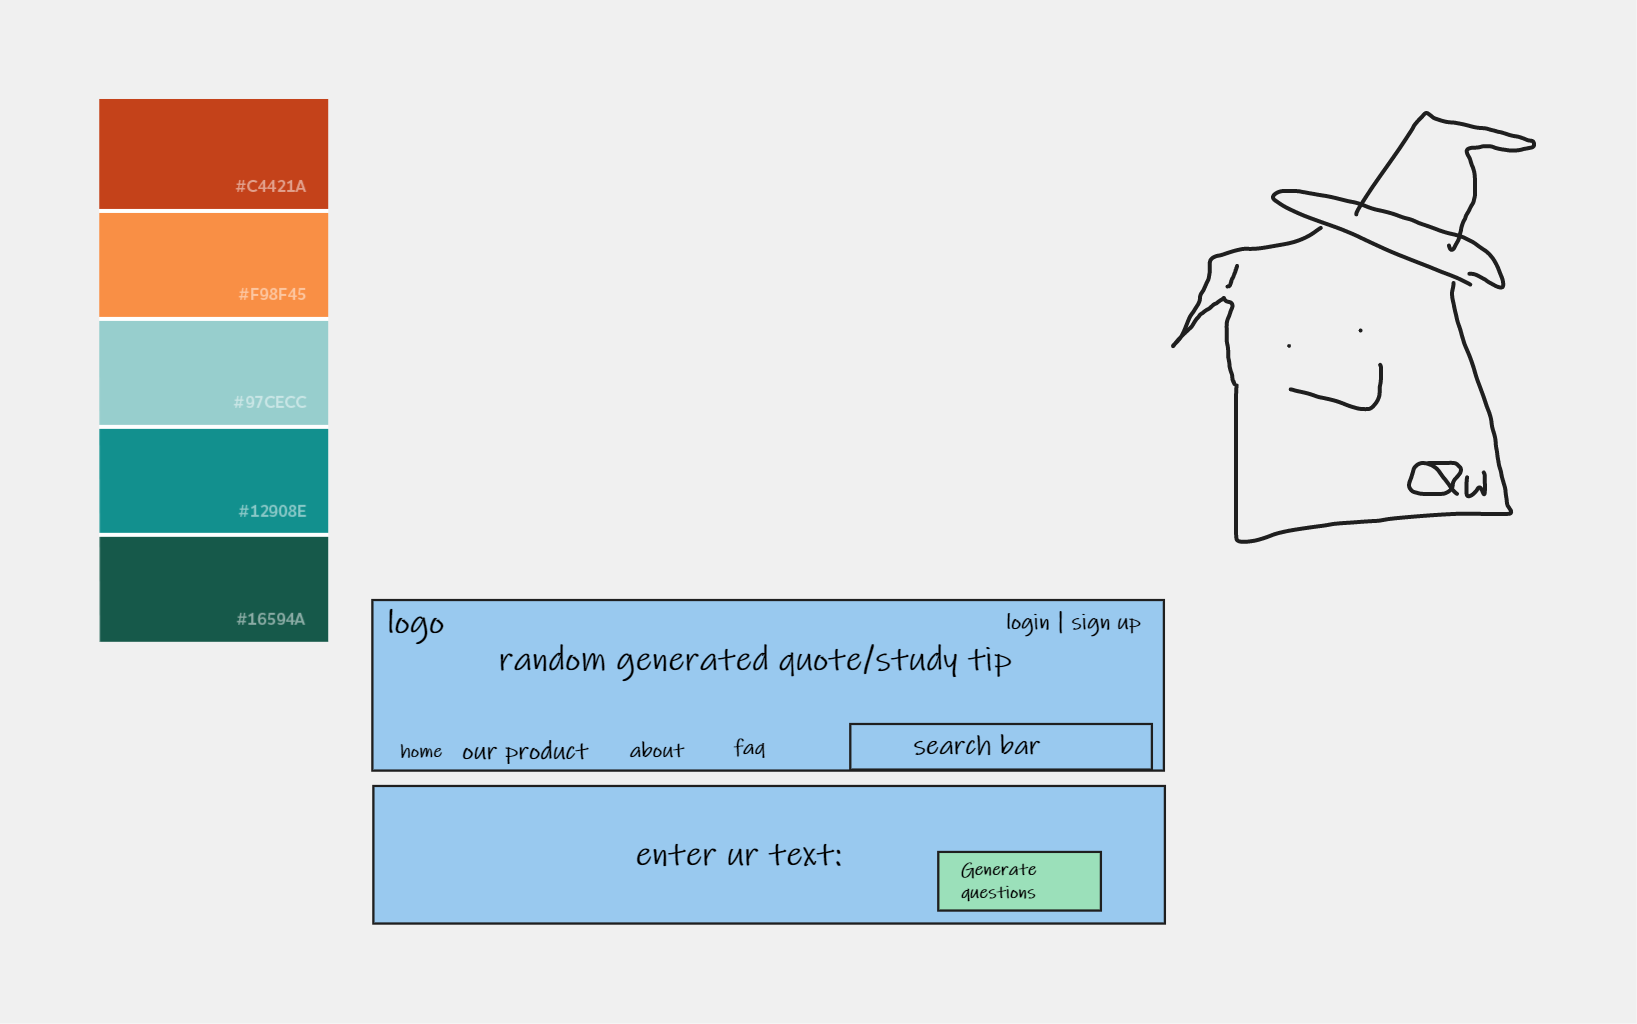 #C4421A
#F98F45
#97CECC
#12908E
#16594A
QW
logo
login | sign up
random generated quote/study tip
home our product about faq search bar
enter ur text:
Generate
questions